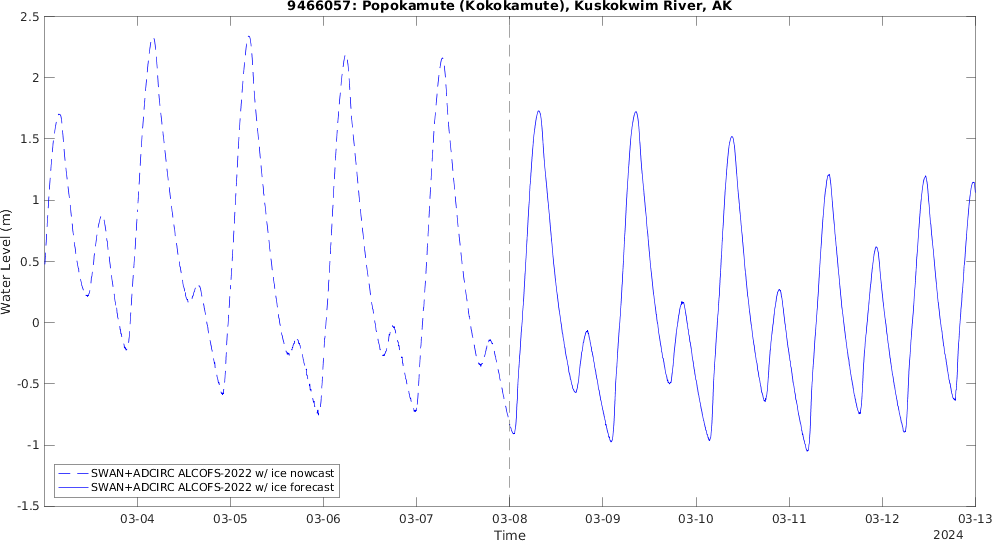 9466057: Popokamute (Kokokamute), Kuskokwim River, AK
2.5
2
1.5
1
0.5
0
-0.5
-1
-1.5
Water Level (m)
SWAN+ADCIRC ALCOFS-2022 w/ ice nowcast
SWAN+ADCIRC ALCOFS-2022 w/ ice forecast
03-04 03-05 03-06 03-07 03-08 03-09 03-10 03-11 03-12 03-13
Time
2024